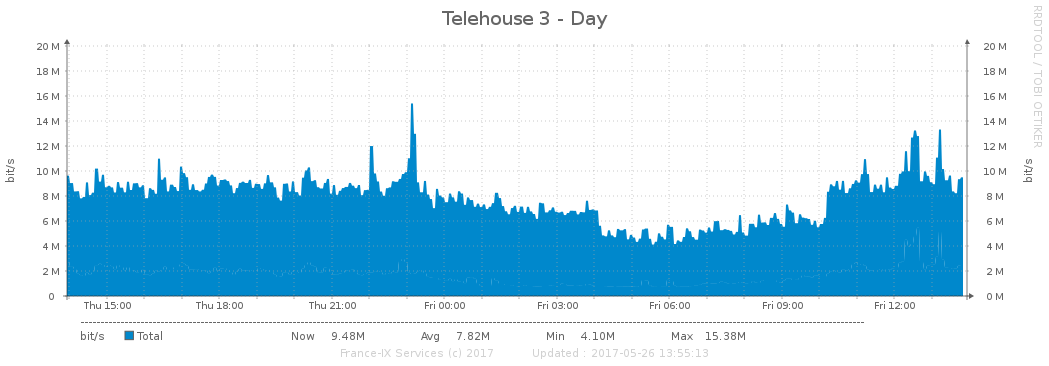 Telehouse 3 - Day
RRDTOOL / TOBI OETIKER
bit/s
bit/s
20 M 20 M
18 M 18 M
16 M 16 M
14 M 14 M
12 M 12 M
10 M 10 M
8 M 8 M
6 M 6 M
4 M 4 M
2 M 2 M
0 0 M
Thu 15:00 Thu 18:00 Thu 21:00 Fri 00:00 Fri 03:00 Fri 06:00 Fri 09:00 Fri 12:00
bit/s Total Now 9.48M Avg 7.82M Min 4.10M Max 15.38M
France-IX Services (c) 2017 Updated : 2017-05-26 13:55:13